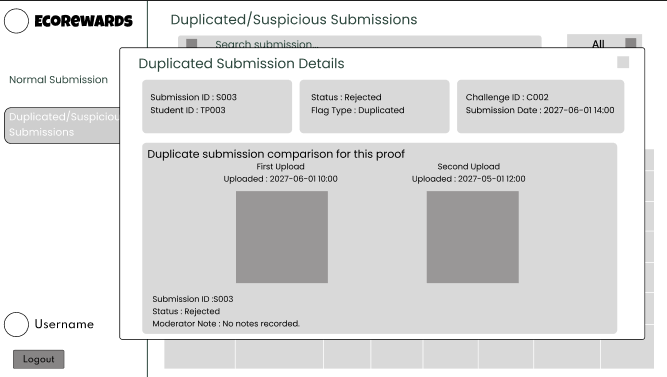 ECOREWARDS
Duplicated/Suspicious Submissions
Search submission...
All
Normal Submission
Duplicated/Suspiciou
Submissions
Duplicated Submission Details
Submission ID : S003
Student ID : TP003
Status : Rejected
Flag Type : Duplicated
Challenge ID : C002
Submission Date : 2027-06-01 14:00
Duplicate submission comparison for this proof
First Upload
Uploaded : 2027-06-01 10:00
Second Upload
Uploaded : 2027-05-01 12:00
Submission ID :S003
Status : Rejected
Moderator Note : No notes recorded.
Username
Logout